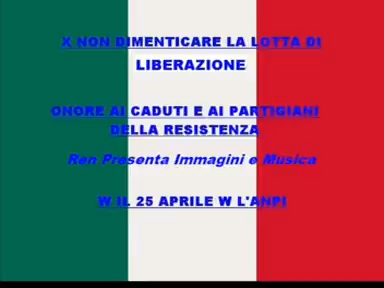 X NON DIMENTICARE LA LOTTA DI
LIBERAZIONE
ONORE AI CADUTI E AI PARTIGIANI
DELLA RESISTENZA
Ren Presenta Immagini e Musica
W IL 25 APRILE W L'ANPI